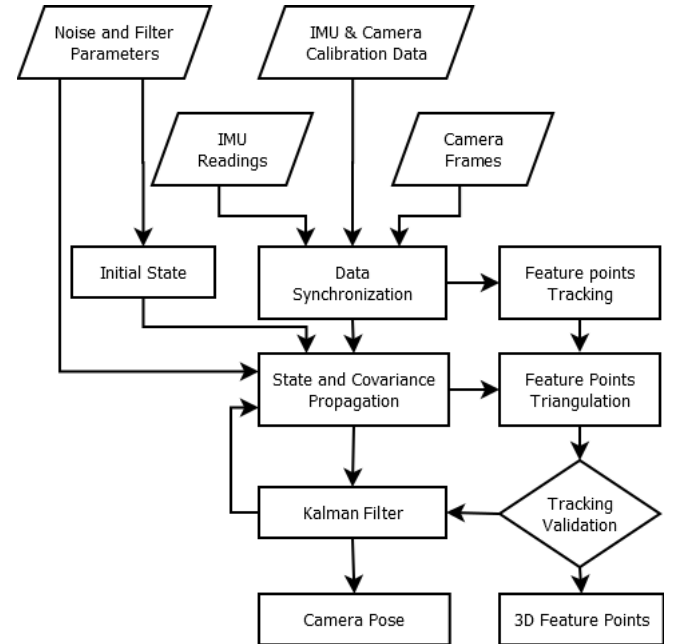 Noise and Filter
Parameters
IMU & Camera
Calibration Data
IMU
Readings
Camera
Frames
Initial State
Data
Synchronization
Feature points
Tracking
State and Covariance
Propagation
Feature Points
Triangulation
Kalman Filter
Tracking
Validation
Camera Pose
3D Feature Points